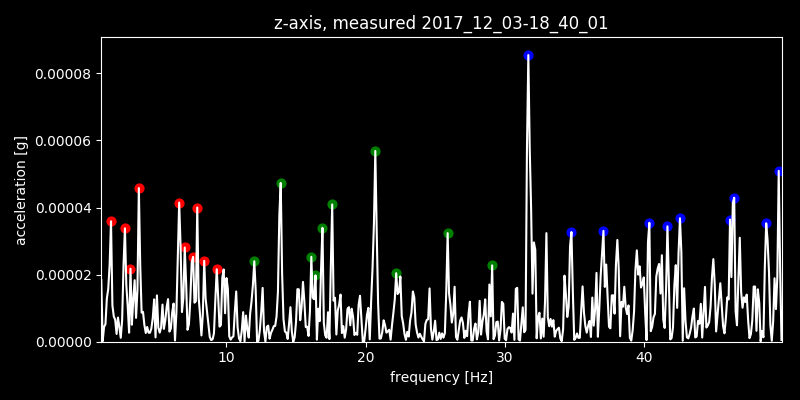 z-axis, measured 2017_12_03-18_40_01
0.00008
0.00006
0.00004
0.00002
0.00000
acceleration [g]
10 20 30 40
frequency [Hz]